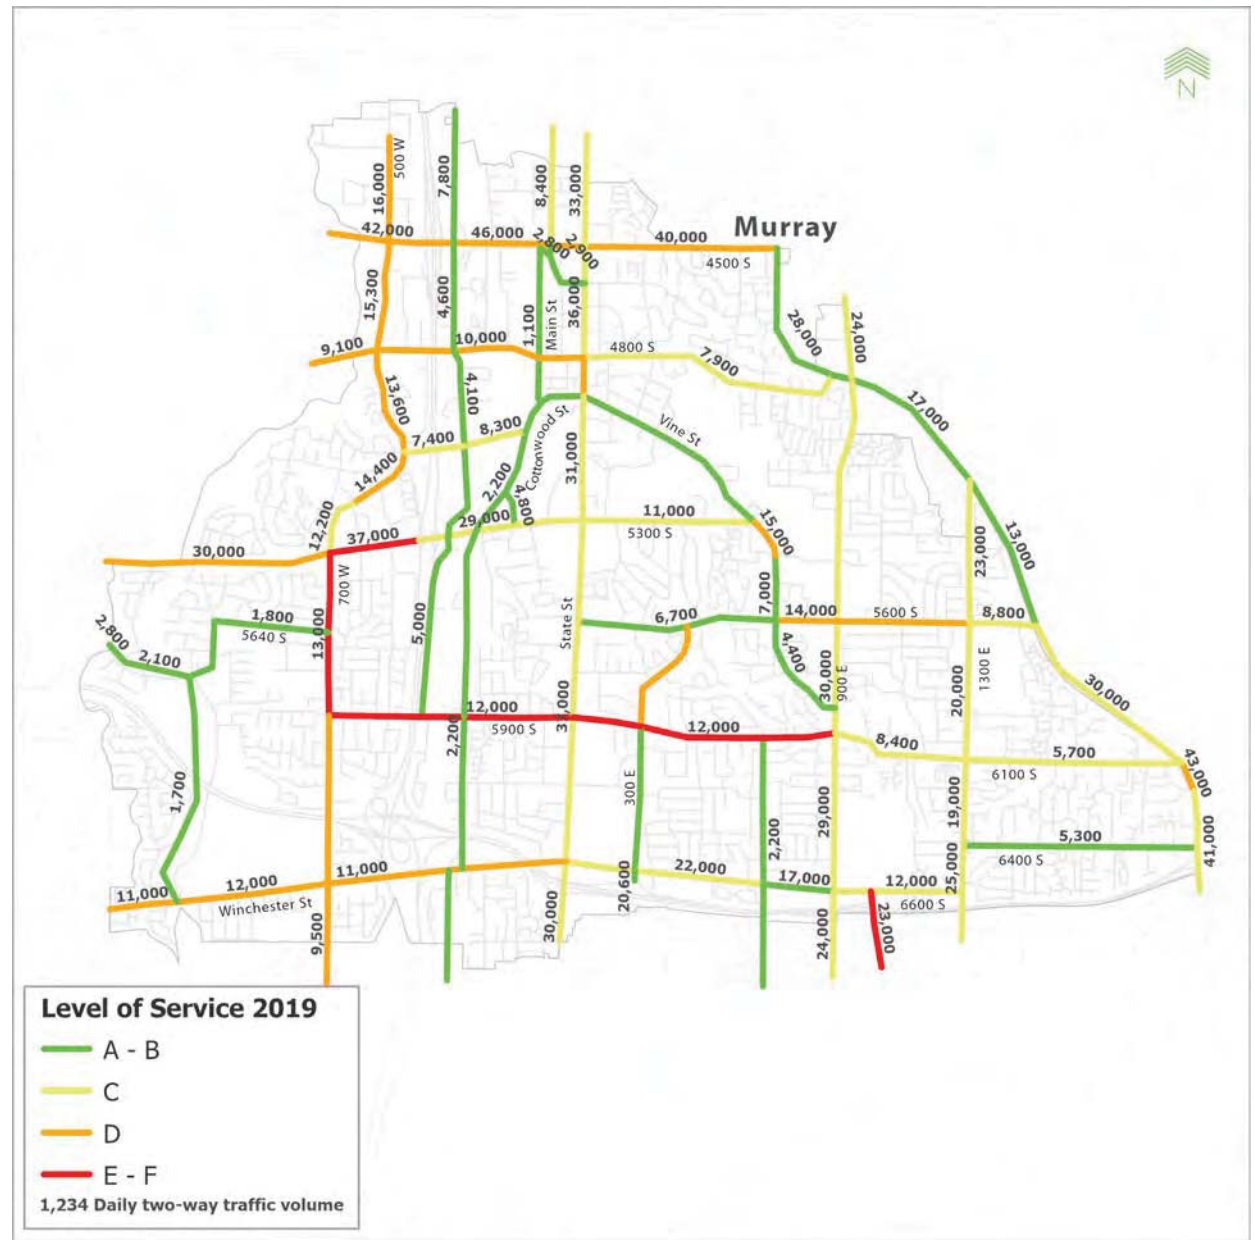 N
Murray
500 W
16,000
7,800
8,400
33,000
42,000
46,000
2,800
2,900
40,000
4500 S
15,300
4,600
1,100
Main St
36,000
28,000
24,000
9,100
10,000
4800 S
7,900
13,600
4,100
17,000
7,400
8,300
Cottonwood St
Vine St
14,400
2,200
4,800
31,000
12,200
37,000
29,000
11,000
5300 S
15,000
13,000
23,000
30,000
700 W
1,800
5640 S
13,000
5,000
State St
6,700
7,000
14,000
5600 S
8,800
2,800
2,100
4,400
30,000
900 E
20,000
1300 E
30,000
12,000
5900 S
2,200
31,000
12,000
8,400
5,700
6100 S
43,000
1,700
300 E
2,200
29,000
19,000
5,300
6400 S
41,000
11,000
12,000
11,000
Winchester St
20,600
22,000
17,000
12,000
6600 S
25,000
9,500
30,000
24,000
23,000
Level of Service 2019
A - B
C
D
E - F
1,234 Daily two-way traffic volume